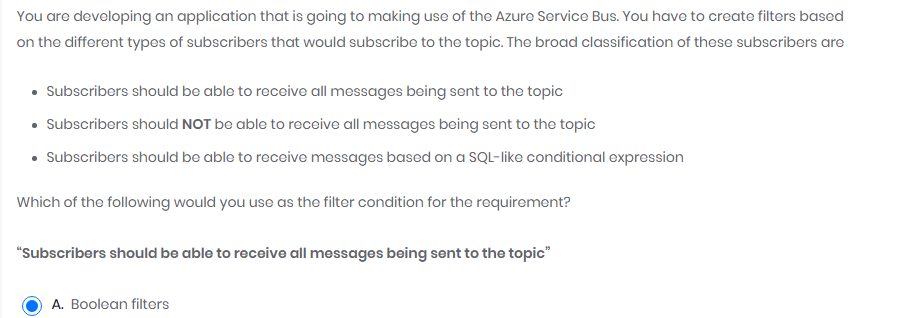 You are developing an application that is going to making use of the Azure Service Bus. You have to create filters based
on the different types of subscribers that would subscribe to the topic. The broad classification of these subscribers are
• Subscribers should be able to receive all messages being sent to the topic
• Subscribers should NOT be able to receive all messages being sent to the topic
• Subscribers should be able to receive messages based on a SQL-like conditional expression
Which of the following would you use as the filter condition for the requirement?
“Subscribers should be able to receive all messages being sent to the topic”
A. Boolean filters